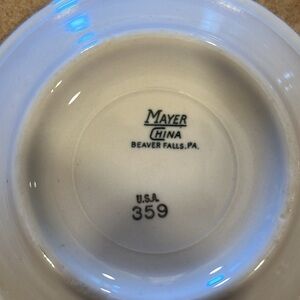 MAYER
CHINA
BEAVER FALLS, PA.
U.S.A.
359